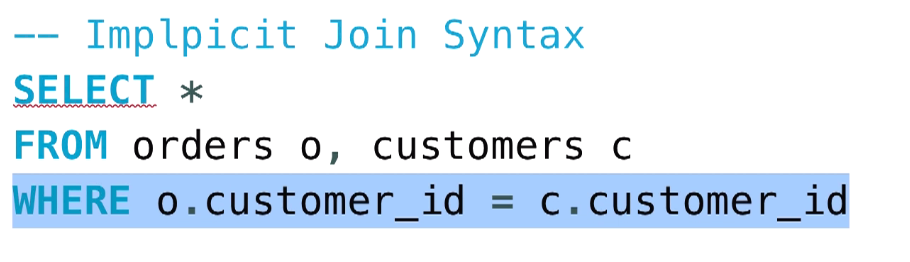 -- Implpicit Join Syntax
SELECT *
FROM orders o, customers c
WHERE o.customer_id = c.customer_id